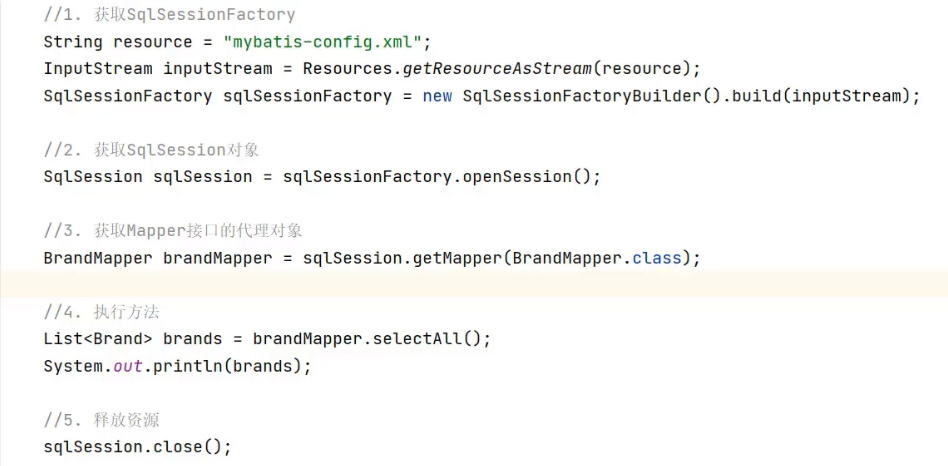 //1. 获取SqlSessionFactory
String resource = "mybatis-config.xml";
InputStream inputStream = Resources.getResourceAsStream(resource);
SqlSessionFactory sqlSessionFactory = new SqlSessionFactoryBuilder().build(inputStream);
//2. 获取SqlSession对象
SqlSession sqlSession = sqlSessionFactory.openSession();
//3. 获取Mapper接口的代理对象
BrandMapper brandMapper = sqlSession.getMapper(BrandMapper.class);
//4. 执行方法
List<Brand> brands = brandMapper.selectAll();
System.out.println(brands);
//5. 释放资源
sqlSession.close();